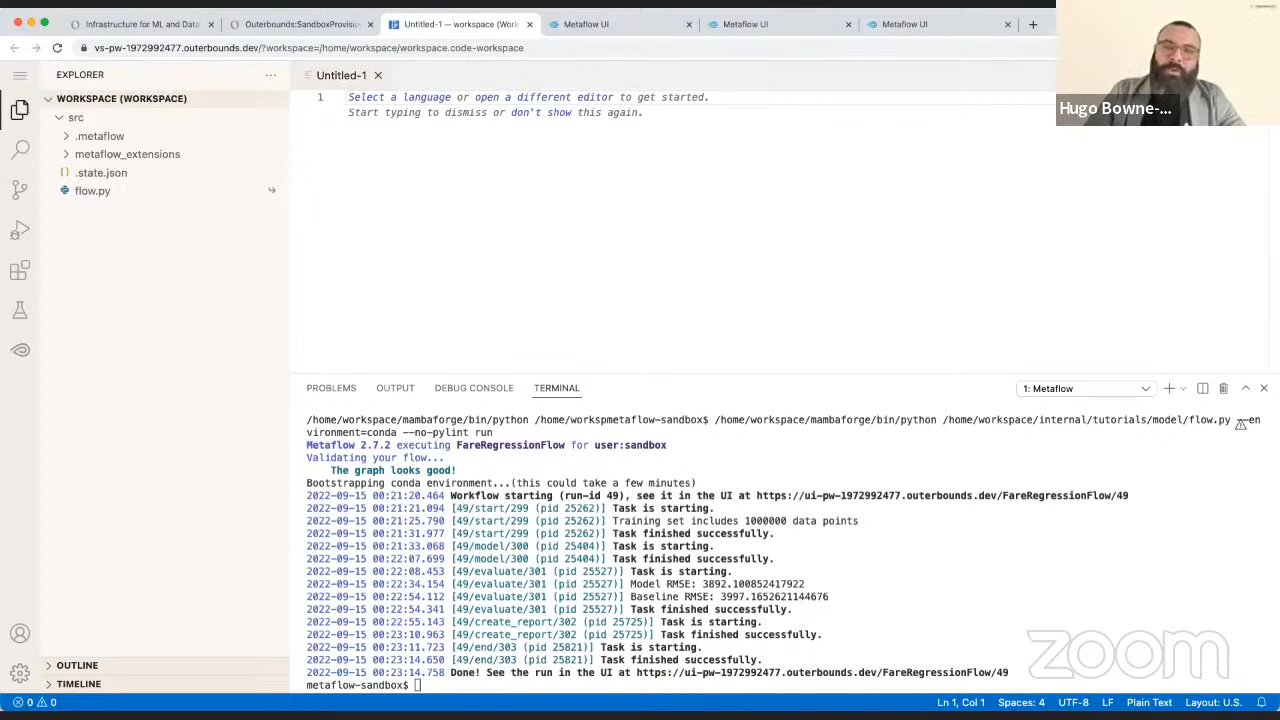 Infrastructure for ML and Data
Outerbounds:SandboxProvisio
Untitled-1 — workspace (Work
Metaflow UI
Metaflow UI
Metaflow UI
vs-pw-1972992477.outerbounds.dev/?workspace=/home/workspace/workspace.code-workspace
Hugo Bowne-...
EXPLORER
WORKSPACE (WORKSPACE)
src
.metaflow
metaflow_extensions
.state.json
flow.py
OUTLINE
TIMELINE
Untitled-1
1 Select a language or open a different editor to get started.
Start typing to dismiss or don't show this again.
PROBLEMS OUTPUT DEBUG CONSOLE TERMINAL
1: Metaflow
/home/workspace/mambaforge/bin/python /home/workspmetaflow-sandbox$ /home/workspace/mambaforge/bin/python /home/workspace/internal/tutorials/model/flow.py --en
vironment=conda --no-pylint run
Metaflow 2.7.2 executing FareRegressionFlow for user:sandbox
Validating your flow...
The graph looks good!
Bootstrapping conda environment...(this could take a few minutes)
2022-09-15 00:21:20.464 Workflow starting (run-id 49), see it in the UI at https://ui-pw-1972992477.outerbounds.dev/FareRegressionFlow/49
2022-09-15 00:21:21.094 [49/start/299 (pid 25262)] Task is starting.
2022-09-15 00:21:25.790 [49/start/299 (pid 25262)] Training set includes 1000000 data points
2022-09-15 00:21:31.977 [49/start/299 (pid 25262)] Task finished successfully.
2022-09-15 00:21:33.068 [49/model/300 (pid 25404)] Task is starting.
2022-09-15 00:22:07.699 [49/model/300 (pid 25404)] Task finished successfully.
2022-09-15 00:22:08.453 [49/evaluate/301 (pid 25527)] Task is starting.
2022-09-15 00:22:34.154 [49/evaluate/301 (pid 25527)] Model RMSE: 3892.100852417922
2022-09-15 00:22:54.112 [49/evaluate/301 (pid 25527)] Baseline RMSE: 3997.1652621144676
2022-09-15 00:22:54.341 [49/evaluate/301 (pid 25527)] Task finished successfully.
2022-09-15 00:22:55.143 [49/create_report/302 (pid 25725)] Task is starting.
2022-09-15 00:23:10.963 [49/create_report/302 (pid 25725)] Task finished successfully.
2022-09-15 00:23:11.723 [49/end/303 (pid 25821)] Task is starting.
2022-09-15 00:23:14.650 [49/end/303 (pid 25821)] Task finished successfully.
2022-09-15 00:23:14.758 Done! See the run in the UI at https://ui-pw-1972992477.outerbounds.dev/FareRegressionFlow/49
metaflow-sandbox$
zoom
0 0
Ln 1, Col 1 Spaces: 4 UTF-8 LF Plain Text Layout: U.S.